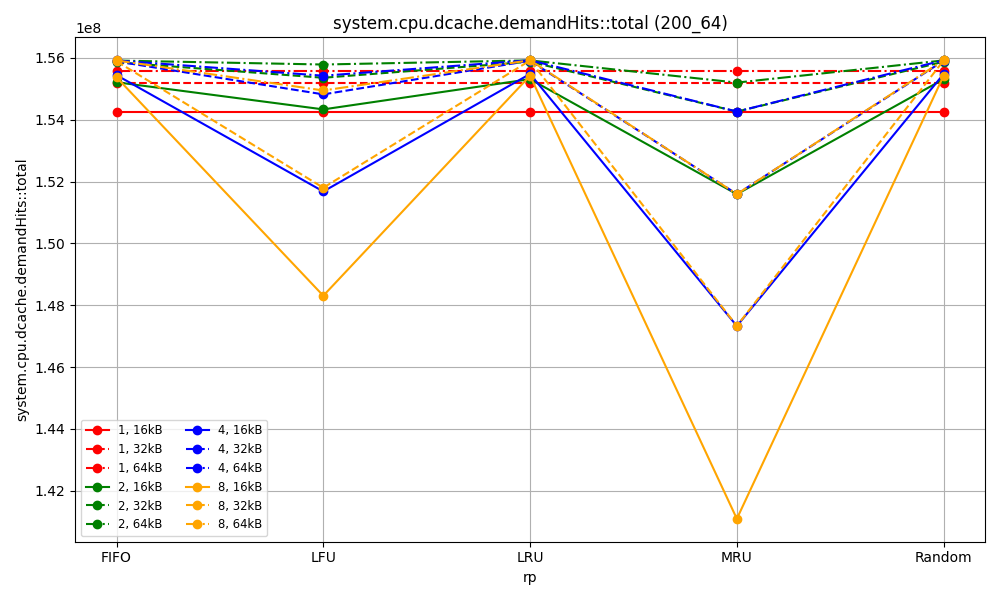 system.cpu.dcache.demandHits::total (200_64)
1e8
1.56
1.54
1.52
1.50
1.48
1.46
1.44
1.42
system.cpu.dcache.demandHits::total
1, 16kB
1, 32kB
1, 64kB
2, 16kB
2, 32kB
2, 64kB
4, 16kB
4, 32kB
4, 64kB
8, 16kB
8, 32kB
8, 64kB
FIFO LFU LRU MRU Random
rp